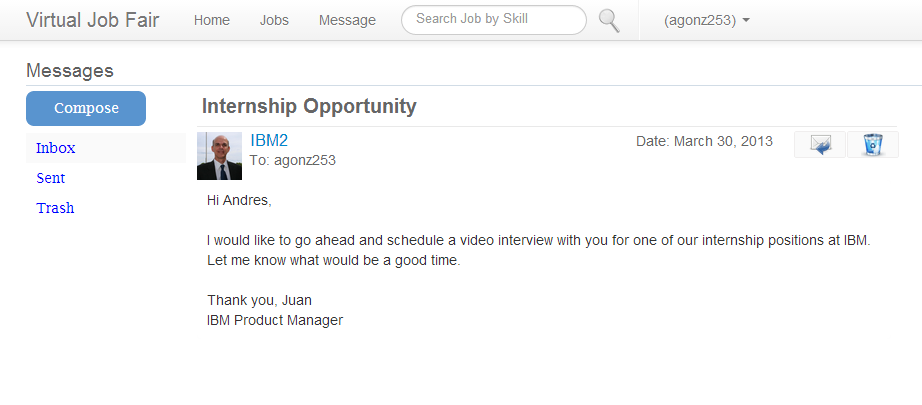 Virtual Job Fair Home Jobs Message Search Job by Skill (agonz253)
Messages
Compose
Inbox
Sent
Trash
Internship Opportunity
IBM2 Date: March 30, 2013
To: agonz253
Hi Andres,
I would like to go ahead and schedule a video interview with you for one of our internship positions at IBM.
Let me know what would be a good time.
Thank you, Juan
IBM Product Manager